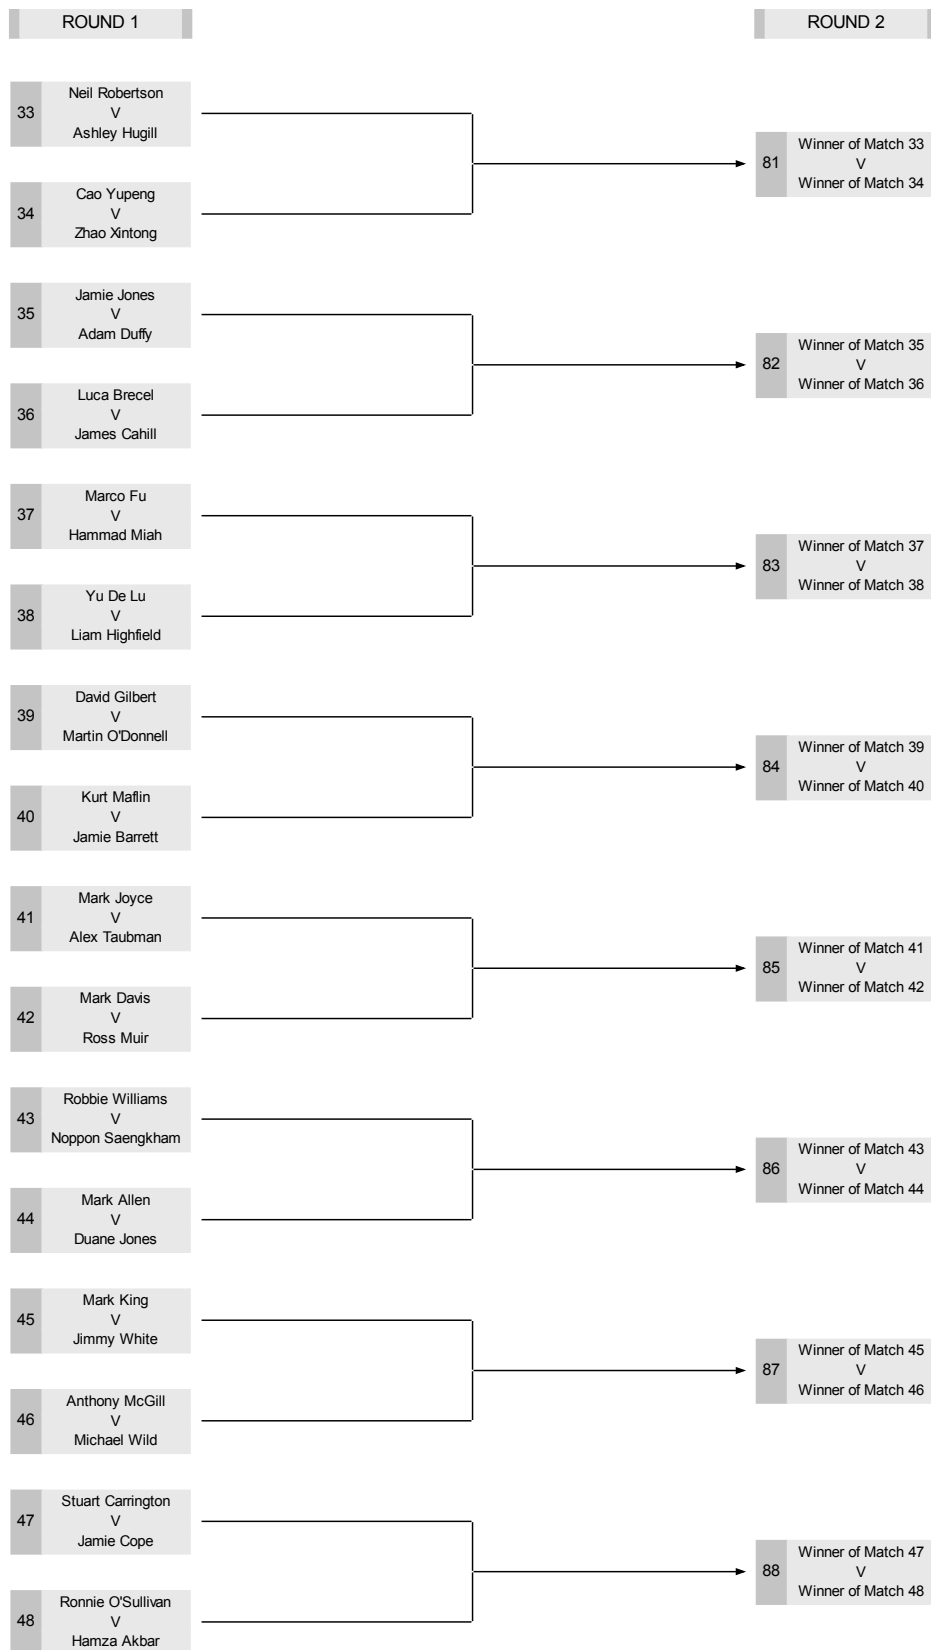 ROUND 1
ROUND 2
33
Neil Robertson
V
Ashley Hugill
34
Cao Yupeng
V
Zhao Xintong
81
Winner of Match 33
V
Winner of Match 34
35
Jamie Jones
V
Adam Duffy
36
Luca Brecel
V
James Cahill
82
Winner of Match 35
V
Winner of Match 36
37
Marco Fu
V
Hammad Miah
38
Yu De Lu
V
Liam Highfield
83
Winner of Match 37
V
Winner of Match 38
39
David Gilbert
V
Martin O'Donnell
40
Kurt Maflin
V
Jamie Barrett
84
Winner of Match 39
V
Winner of Match 40
41
Mark Joyce
V
Alex Taubman
42
Mark Davis
V
Ross Muir
85
Winner of Match 41
V
Winner of Match 42
43
Robbie Williams
V
Noppon Saengkham
44
Mark Allen
V
Duane Jones
86
Winner of Match 43
V
Winner of Match 44
45
Mark King
V
Jimmy White
46
Anthony McGill
V
Michael Wild
87
Winner of Match 45
V
Winner of Match 46
47
Stuart Carrington
V
Jamie Cope
48
Ronnie O'Sullivan
V
Hamza Akbar
88
Winner of Match 47
V
Winner of Match 48